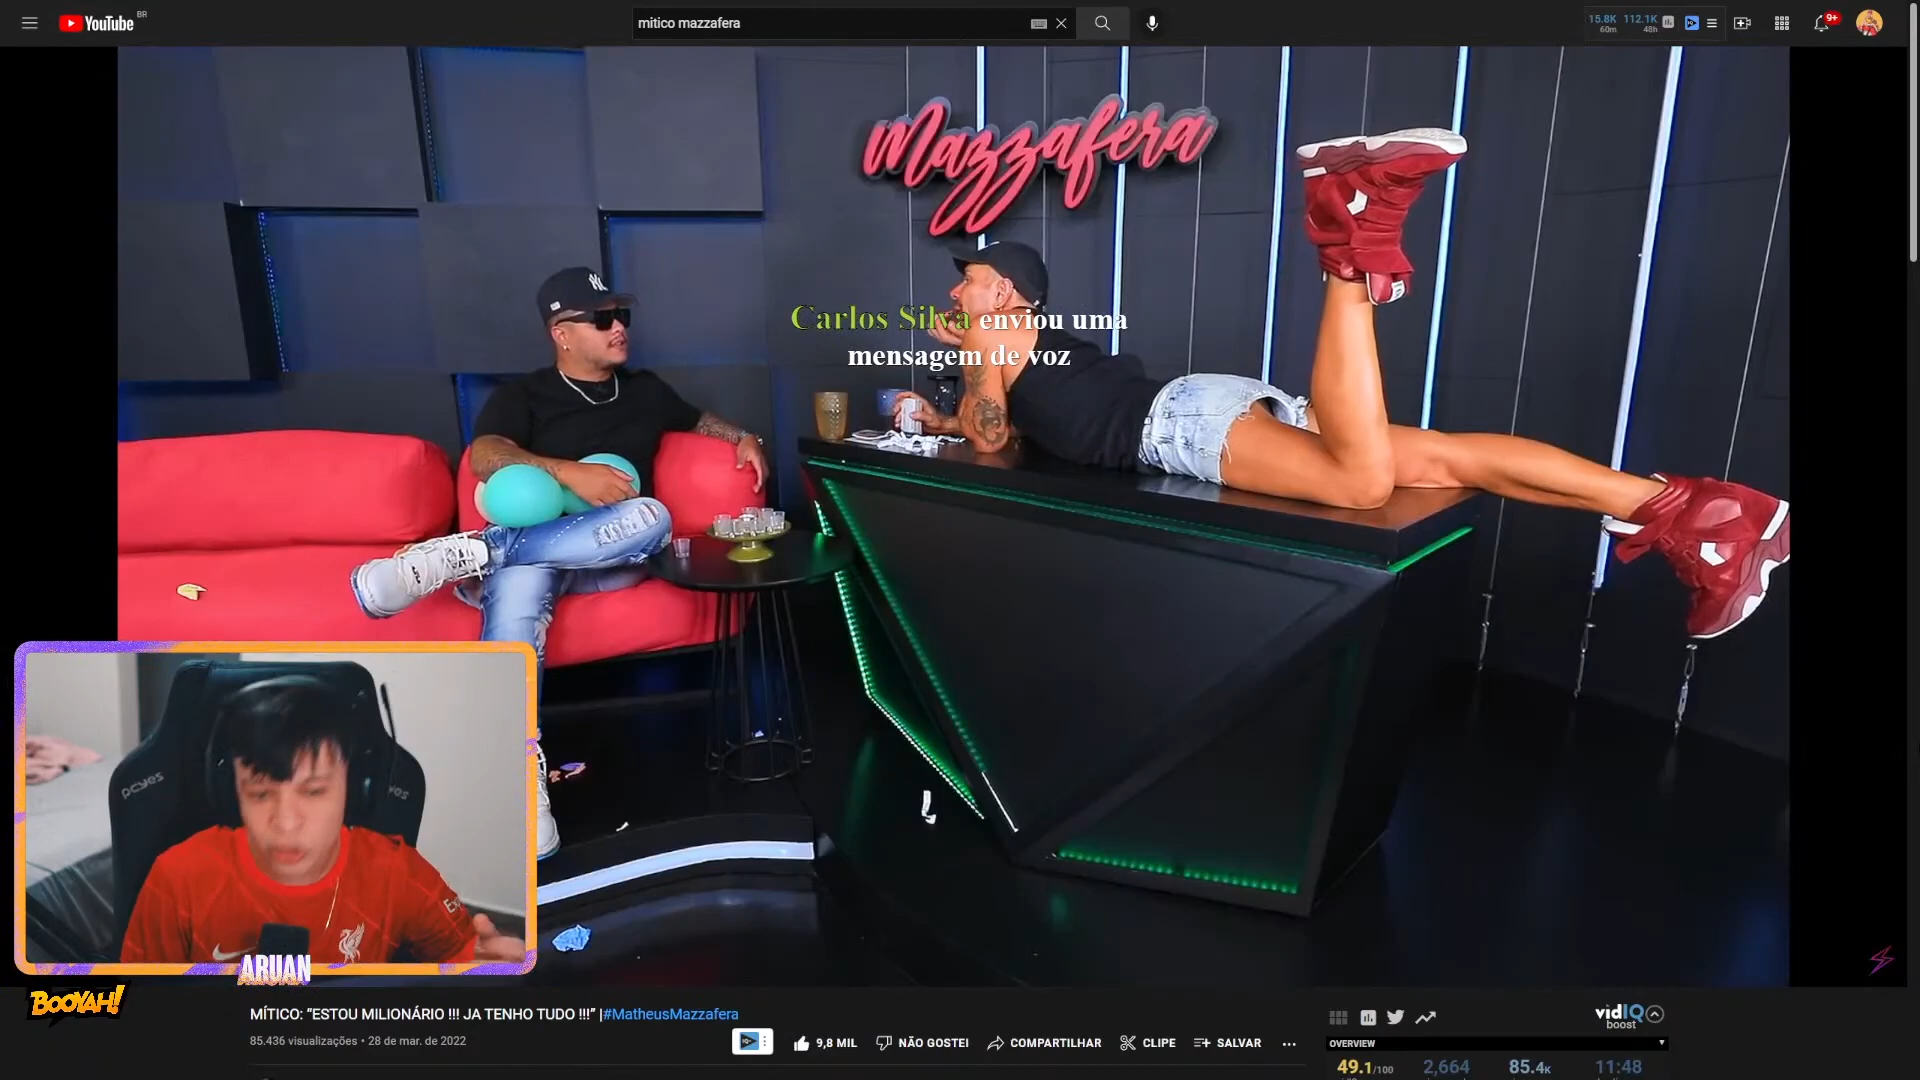 YouTube BR
mitico mazzafera
15.8K 112.1K
60m 48h
9+
Mazzafera
NY
Carlos Silva enviou uma
mensagem de voz
pcyes
ARUAN
BOOYAH!
MÍTICO: "ESTOU MILIONÁRIO !!! JA TENHO TUDO !!!" |#MatheusMazzafera
85.436 visualizações • 28 de mar. de 2022
9,8 MIL
NÃO GOSTEI
COMPARTILHAR
CLIPE
SALVAR
vidIQ
boost
OVERVIEW
49.1/100
2,664
85.4K
11:48